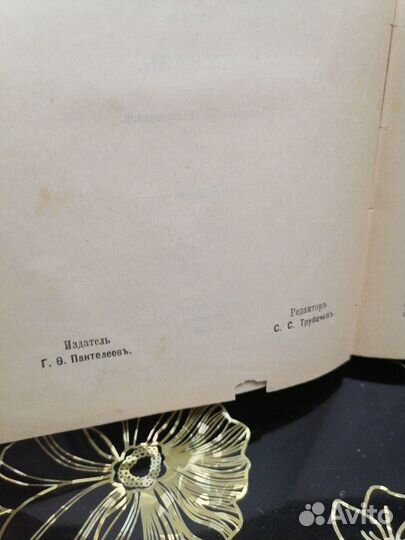 Издатель
Г. Ѳ. Пантелеевъ.
Редакторъ
С. С. Трубачевъ.
Avito